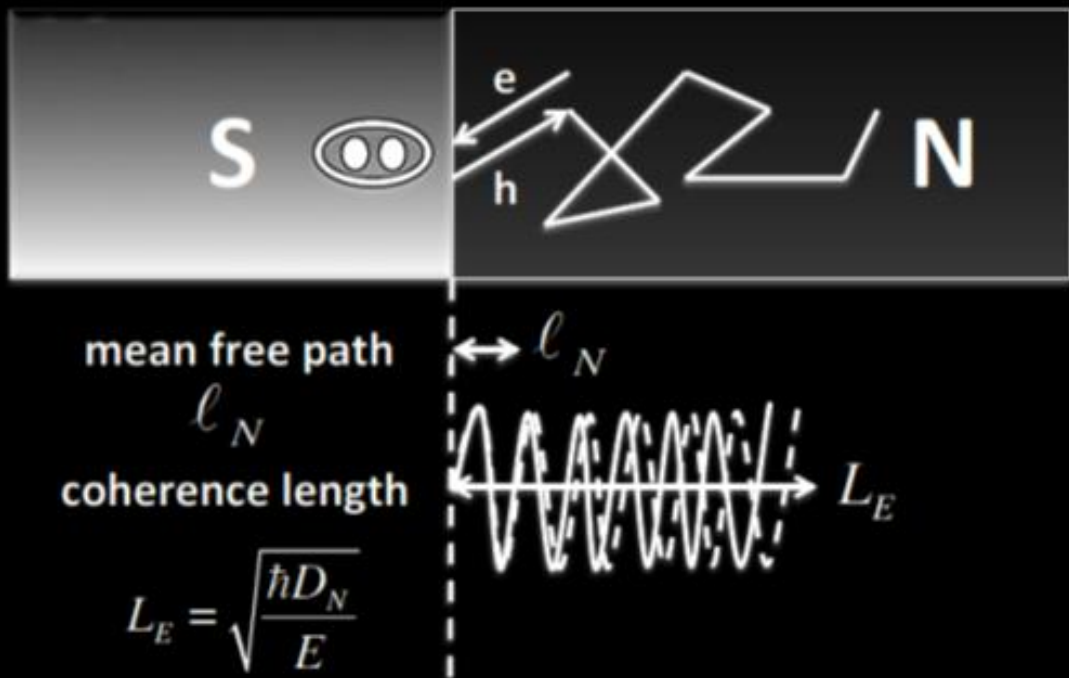 e
S
N
h
mean free path
ℓ_N
ℓ_N
coherence length
L_E
L_E = √(ħD_N / E)